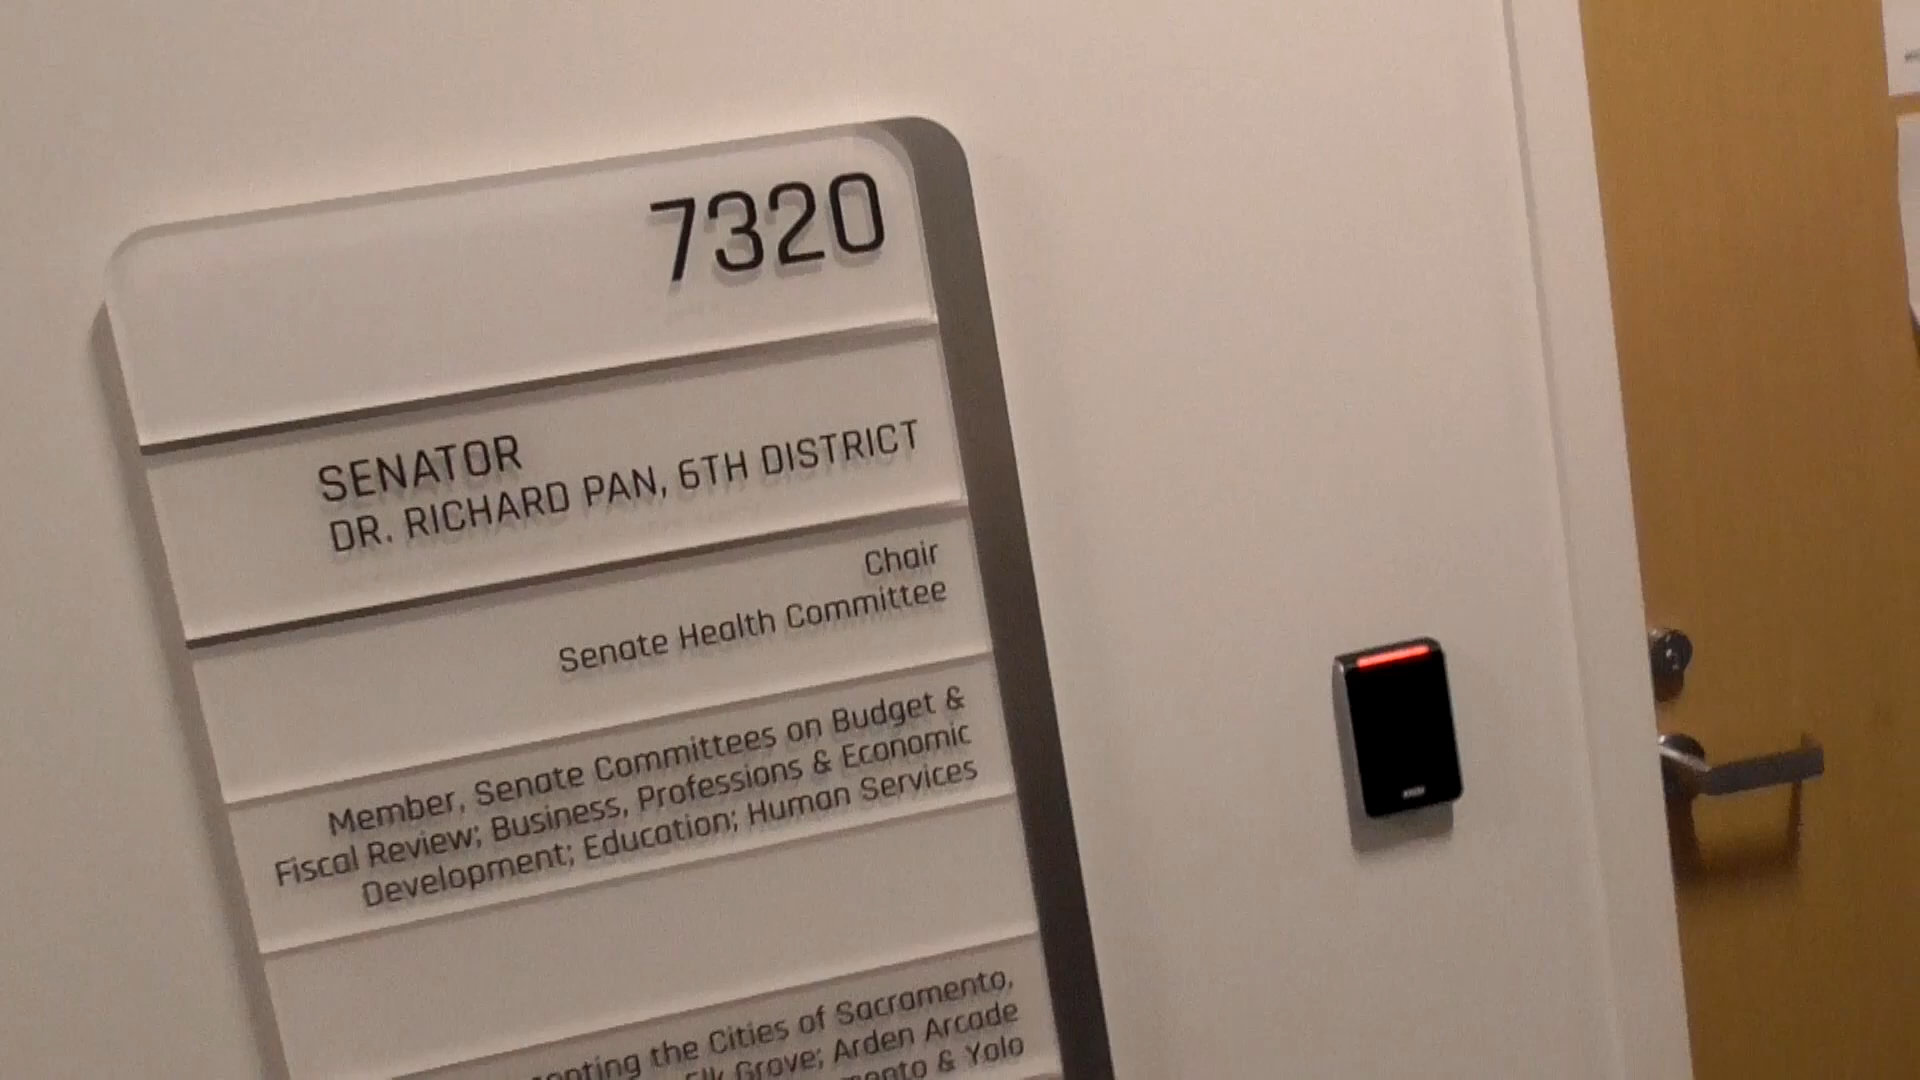 7320
SENATOR
DR. RICHARD PAN, 6TH DISTRICT
Chair
Senate Health Committee
Member, Senate Committees on Budget &
Fiscal Review; Business, Professions & Economic
Development; Education; Human Services
the Cities of Sacramento,
Grove; Arden Arcade
& Yolo